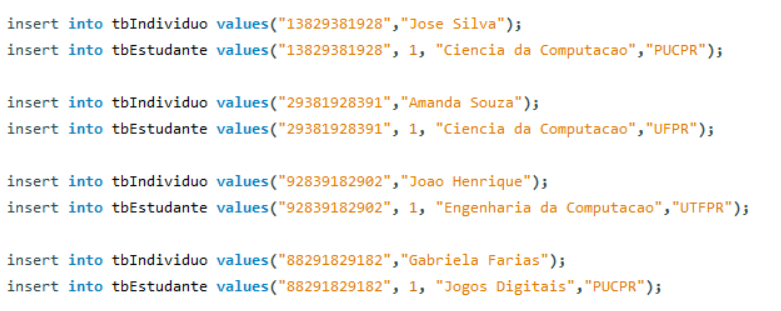 insert into tbIndividuo values("13829381928","Jose Silva");
insert into tbEstudante values("13829381928", 1, "Ciencia da Computacao","PUCPR");
insert into tbIndividuo values("29381928391","Amanda Souza");
insert into tbEstudante values("29381928391", 1, "Ciencia da Computacao","UFPR");
insert into tbIndividuo values("92839182902","Joao Henrique");
insert into tbEstudante values("92839182902", 1, "Engenharia da Computacao","UTFPR");
insert into tbIndividuo values("88291829182","Gabriela Farias");
insert into tbEstudante values("88291829182", 1, "Jogos Digitais","PUCPR");